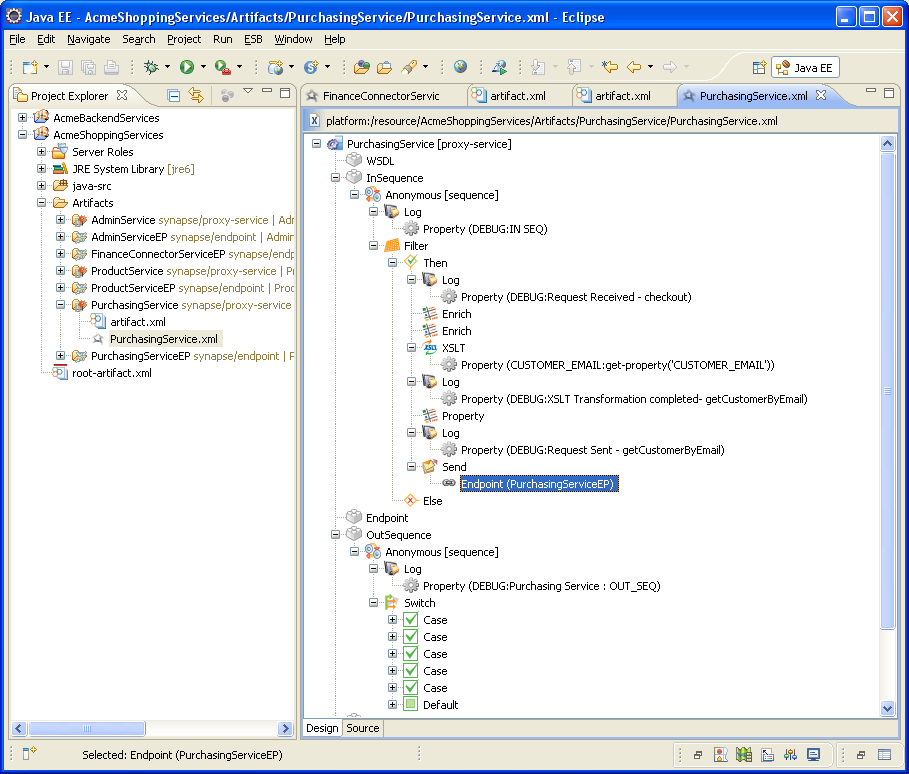 Java EE - AcmeShoppingServices/Artifacts/PurchasingService/PurchasingService.xml - Eclipse
File Edit Navigate Search Project Run ESB Window Help
Java EE
Project Explorer
AcmeBackendServices
AcmeShoppingServices
Server Roles
JRE System Library [jre6]
java-src
Artifacts
AdminService synapse/proxy-service | Adr
AdminServiceEP synapse/endpoint | Admin
FinanceConnectorServiceEP synapse/endp
ProductService synapse/proxy-service | Pr
ProductServiceEP synapse/endpoint | Prod
PurchasingService synapse/proxy-service
artifact.xml
PurchasingService.xml
PurchasingServiceEP synapse/endpoint | P
root-artifact.xml
FinanceConnectorServic artifact.xml artifact.xml PurchasingService.xml
platform:/resource/AcmeShoppingServices/Artifacts/PurchasingService/PurchasingService.xml
PurchasingService [proxy-service]
WSDL
InSequence
Anonymous [sequence]
Log
Property (DEBUG:IN SEQ)
Filter
Then
Log
Property (DEBUG:Request Received - checkout)
Enrich
Enrich
XSLT
Property (CUSTOMER_EMAIL:get-property('CUSTOMER_EMAIL'))
Log
Property (DEBUG:XSLT Transformation completed- getCustomerByEmail)
Property
Log
Property (DEBUG:Request Sent - getCustomerByEmail)
Send
Endpoint (PurchasingServiceEP)
Else
Endpoint
OutSequence
Anonymous [sequence]
Log
Property (DEBUG:Purchasing Service : OUT_SEQ)
Switch
Case
Case
Case
Case
Case
Default
Design Source
Selected: Endpoint (PurchasingServiceEP)